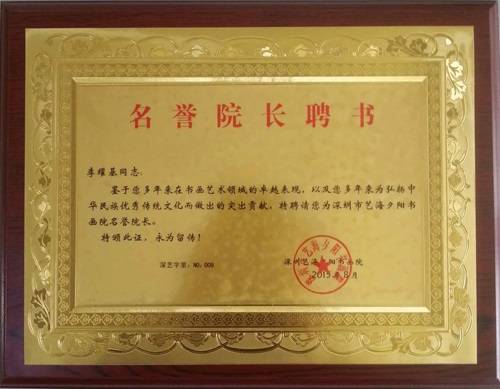 名誉院长聘书
李耀基同志:
鉴于您多年来在书画艺术领域的卓越表现，以及您多年来为弘扬中
华民族优秀传统文化而做出的突出贡献，特聘请您为深圳市艺海夕阳书
画院名誉院长。
特颁此证，永为留传!
深艺字第: NO:009
深圳艺海夕阳书画院
2015年8月